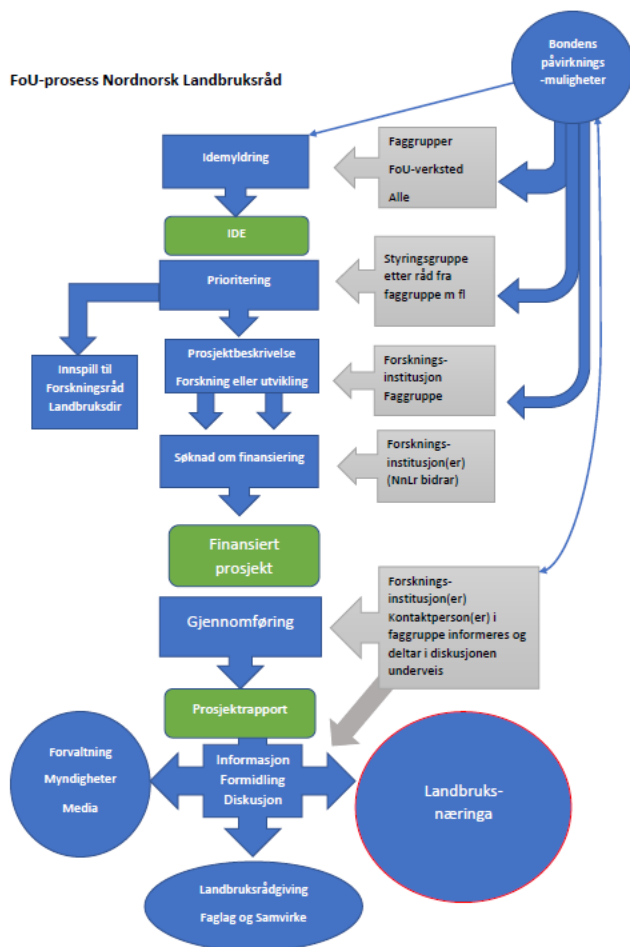 Bondens
påvirknings
-muligheter
FoU-prosess Nordnorsk Landbruksråd
Idemyldring
Faggrupper
FoU-verksted
Alle
IDE
Prioritering
Styringsgruppe
etter råd fra
faggruppe m fl
Innspill til
Forskningsråd
Landbruksdir
Prosjektbeskrivelse
Forskning eller utvikling
Forsknings-
institusjon
Faggruppe
Søknad om finansiering
Forsknings-
institusjon(er)
(NnLr bidrar)
Finansiert
prosjekt
Gjennomføring
Forsknings-
institusjon(er)
Kontaktperson(er) i
faggruppe informeres og
deltar i diskusjonen
underveis
Prosjektrapport
Forvaltning
Myndigheter
Media
Informasjon
Formidling
Diskusjon
Landbruks-
næringa
Landbruksrådgiving
Faglag og Samvirke